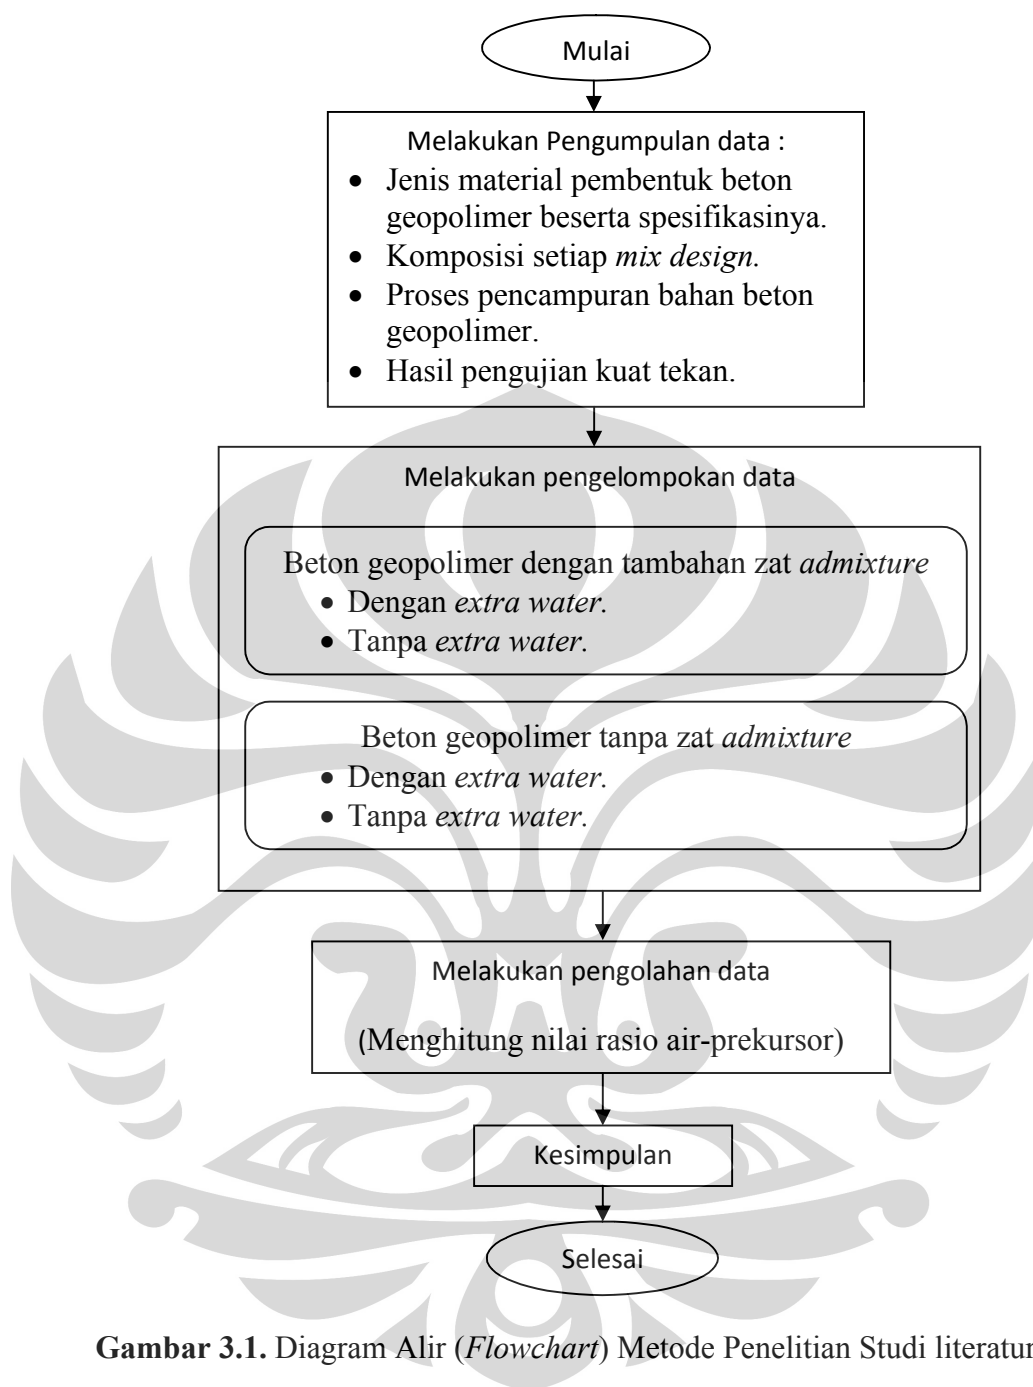 Mulai
Melakukan Pengumpulan data :
• Jenis material pembentuk beton
geopolimer beserta spesifikasinya.
• Komposisi setiap mix design.
• Proses pencampuran bahan beton
geopolimer.
• Hasil pengujian kuat tekan.
Melakukan pengelompokan data
Beton geopolimer dengan tambahan zat admixture
• Dengan extra water.
• Tanpa extra water.
Beton geopolimer tanpa zat admixture
• Dengan extra water.
• Tanpa extra water.
Melakukan pengolahan data
(Menghitung nilai rasio air-prekursor)
Kesimpulan
Selesai
Gambar 3.1. Diagram Alir (Flowchart) Metode Penelitian Studi literatur